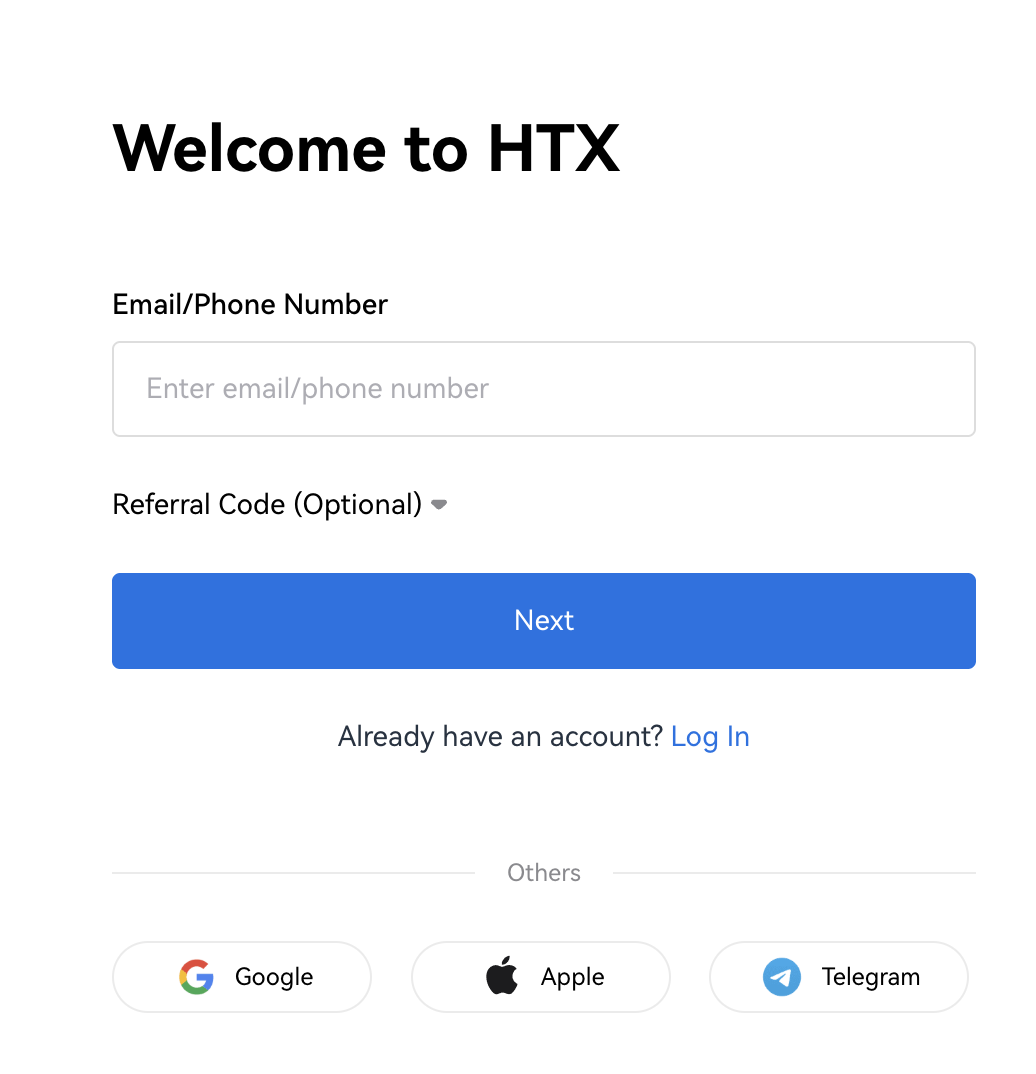 Welcome to HTX
Email/Phone Number
Enter email/phone number
Referral Code (Optional)
Next
Already have an account? Log In
Others
Google
Apple
Telegram